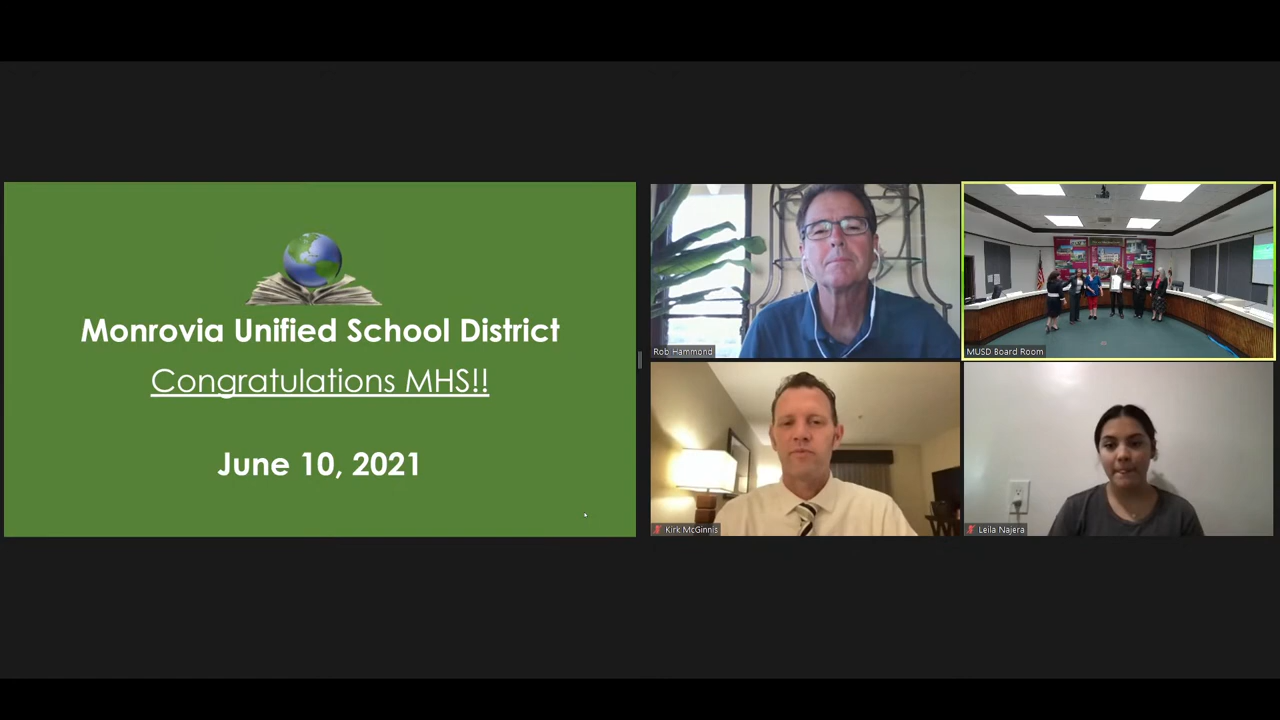 Monrovia Unified School District
Congratulations MHS!!
June 10, 2021
Rob Hammond
MUSD Board Room
Kirk McGinnis
Leila Najera